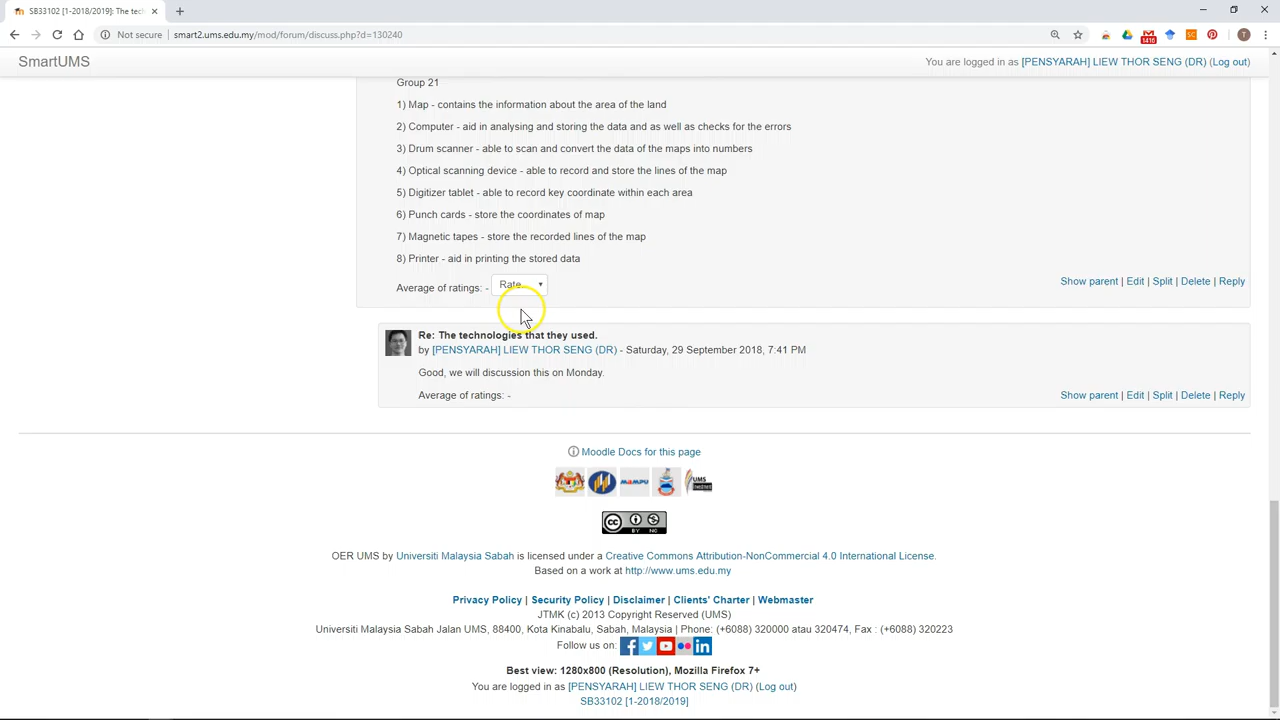 SB33102 [1-2018/2019]: The tech
Not secure | smart2.ums.edu.my/mod/forum/discuss.php?d=130240
1416
SC
T
SmartUMS
You are logged in as [PENSYARAH] LIEW THOR SENG (DR) (Log out)
Group 21
1) Map - contains the information about the area of the land
2) Computer - aid in analysing and storing the data and as well as checks for the errors
3) Drum scanner - able to scan and convert the data of the maps into numbers
4) Optical scanning device - able to record and store the lines of the map
5) Digitizer tablet - able to record key coordinate within each area
6) Punch cards - store the coordinates of map
7) Magnetic tapes - store the recorded lines of the map
8) Printer - aid in printing the stored data
Average of ratings: - Rate...
Show parent | Edit | Split | Delete | Reply
Re: The technologies that they used.
by [PENSYARAH] LIEW THOR SENG (DR) - Saturday, 29 September 2018, 7:41 PM
Good, we will discussion this on Monday.
Average of ratings: -
Show parent | Edit | Split | Delete | Reply
Moodle Docs for this page
MAMPU
UMS
CC
BY NC
OER UMS by Universiti Malaysia Sabah is licensed under a Creative Commons Attribution-NonCommercial 4.0 International License.
Based on a work at http://www.ums.edu.my
Privacy Policy | Security Policy | Disclaimer | Clients' Charter | Webmaster
JTMK (c) 2013 Copyright Reserved (UMS)
Universiti Malaysia Sabah Jalan UMS, 88400, Kota Kinabalu, Sabah, Malaysia | Phone: (+6088) 320000 atau 320474, Fax : (+6088) 320223
Follow us on:
Best view: 1280x800 (Resolution), Mozilla Firefox 7+
You are logged in as [PENSYARAH] LIEW THOR SENG (DR) (Log out)
SB33102 [1-2018/2019]